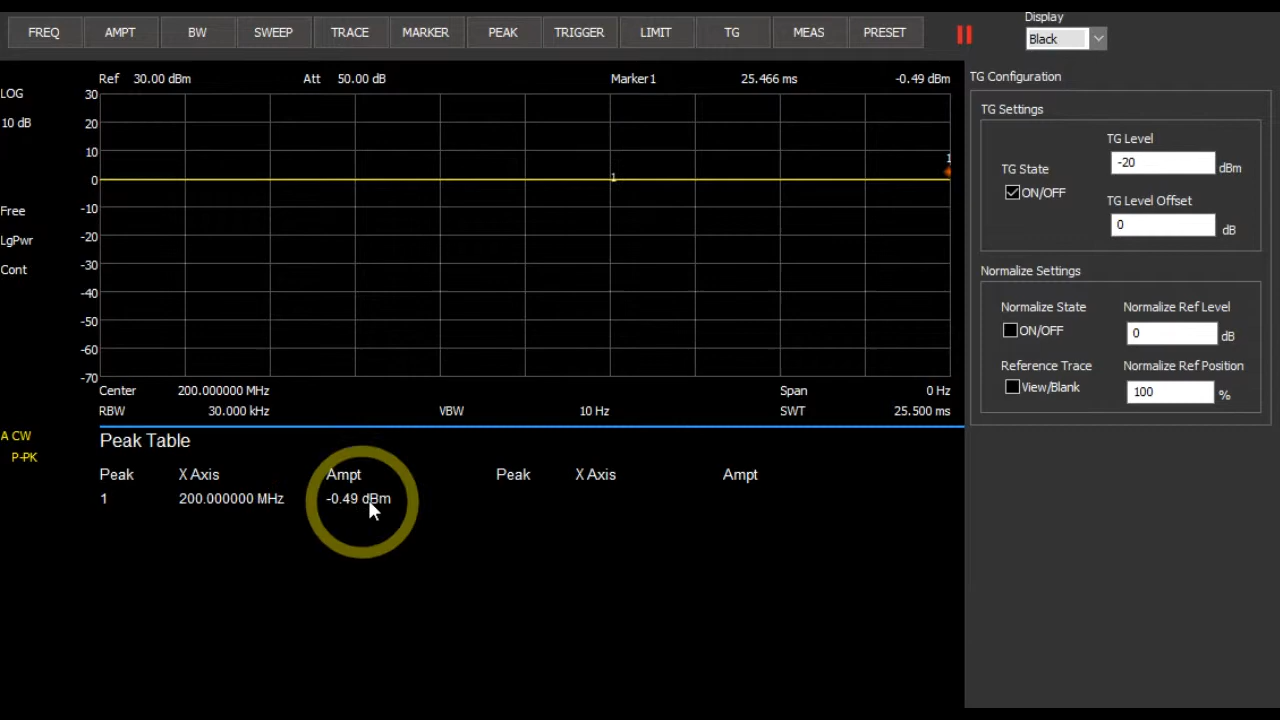 Display
FREQ AMPT BW SWEEP TRACE MARKER PEAK TRIGGER LIMIT TG MEAS PRESET Black
Ref 30.00 dBm Att 50.00 dB Marker1 25.466 ms -0.49 dBm
LOG
10 dB
Free
LgPwr
Cont
30
20
10
0
-10
-20
-30
-40
-50
-60
-70
1
1
Center 200.000000 MHz Span 0 Hz
RBW 30.000 kHz VBW 10 Hz SWT 25.500 ms
A CW
P-PK
Peak Table
Peak X Axis Ampt Peak X Axis Ampt
1 200.000000 MHz -0.49 dBm
TG Configuration
TG Settings
TG Level
-20 dBm
TG State
ON/OFF
TG Level Offset
0 dB
Normalize Settings
Normalize State Normalize Ref Level
ON/OFF 0 dB
Reference Trace Normalize Ref Position
View/Blank 100 %